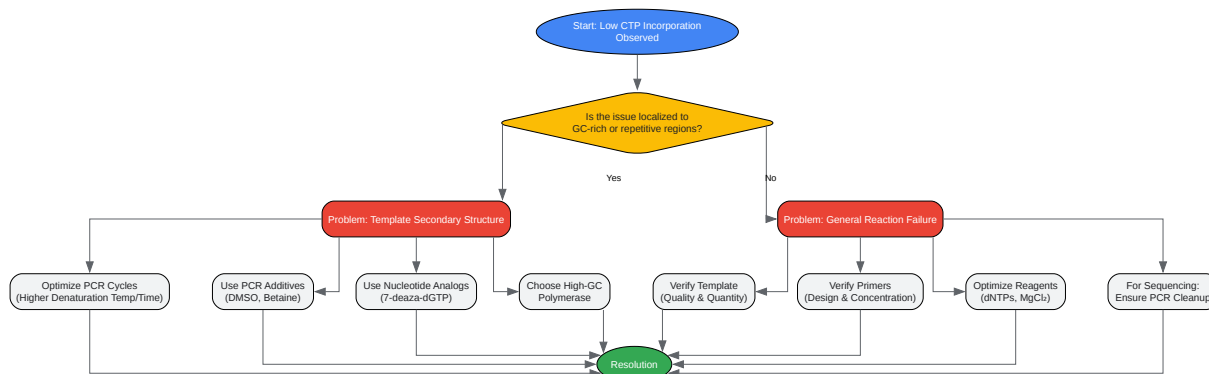 Start: Low CTP Incorporation
Observed
Is the issue localized to
GC-rich or repetitive regions?
Yes
No
Problem: Template Secondary Structure
Problem: General Reaction Failure
Optimize PCR Cycles
(Higher Denaturation Temp/Time)
Use PCR Additives
(DMSO, Betaine)
Use Nucleotide Analogs
(7-deaza-dGTP)
Choose High-GC
Polymerase
Verify Template
(Quality & Quantity)
Verify Primers
(Design & Concentration)
Optimize Reagents
(dNTPs, MgCl₂)
For Sequencing:
Ensure PCR Cleanup
Resolution